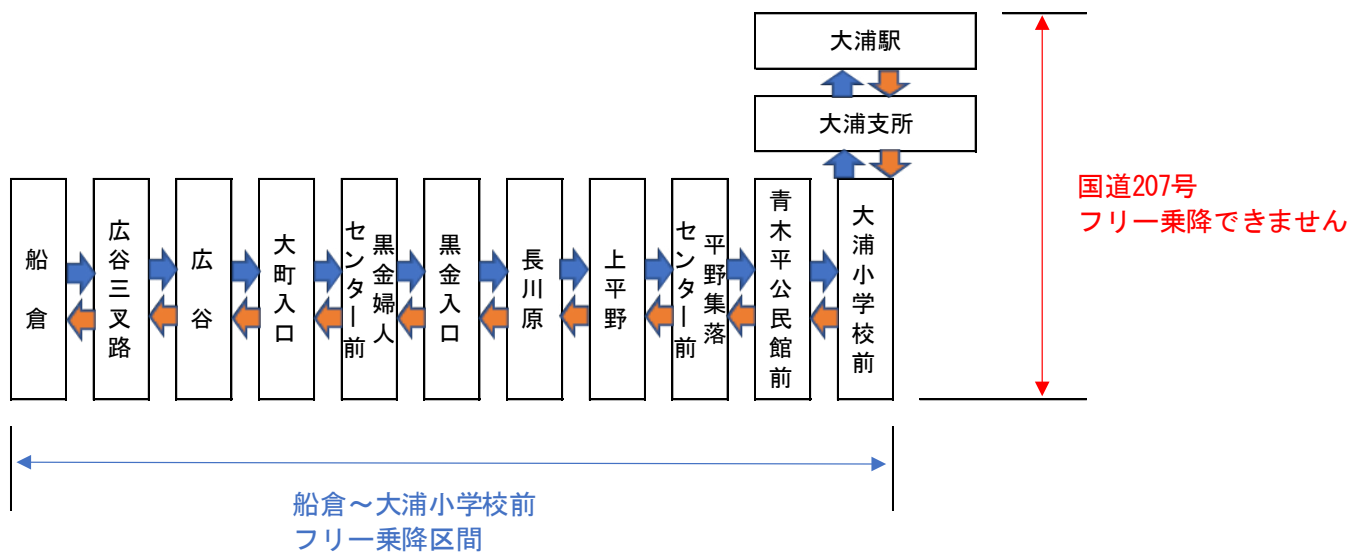 大浦駅
大浦支所
国道207号
フリー乗降できません
船倉
広谷三叉路
広谷
大町入口
黒金婦人
センター前
黒金入口
長川原
上平野
平野集落
センター前
青木平公民館前
大浦小学校前
船倉～大浦小学校前
フリー乗降区間